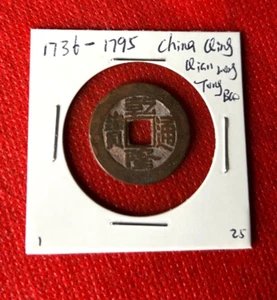 1736-1795 China Qing
Qian Long
Tong
Bao
乾
寶 通
隆
1 25